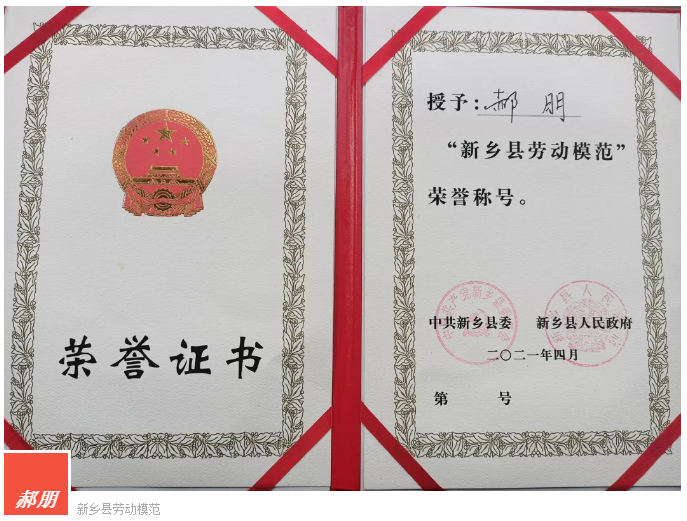 荣誉证书
授予：郝朋
“新乡县劳动模范”
荣誉称号。
中共新乡县委 新乡县人民政府
二〇二一年四月
第 号
郝朋
新乡县劳动模范